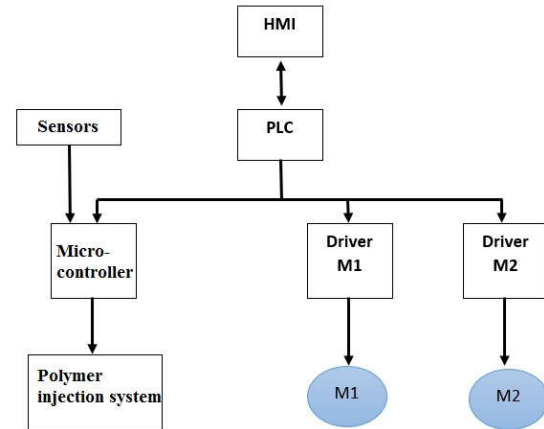 HMI
PLC
Sensors
Micro-
controller
Driver
M1
Driver
M2
Polymer
injection system
M1
M2